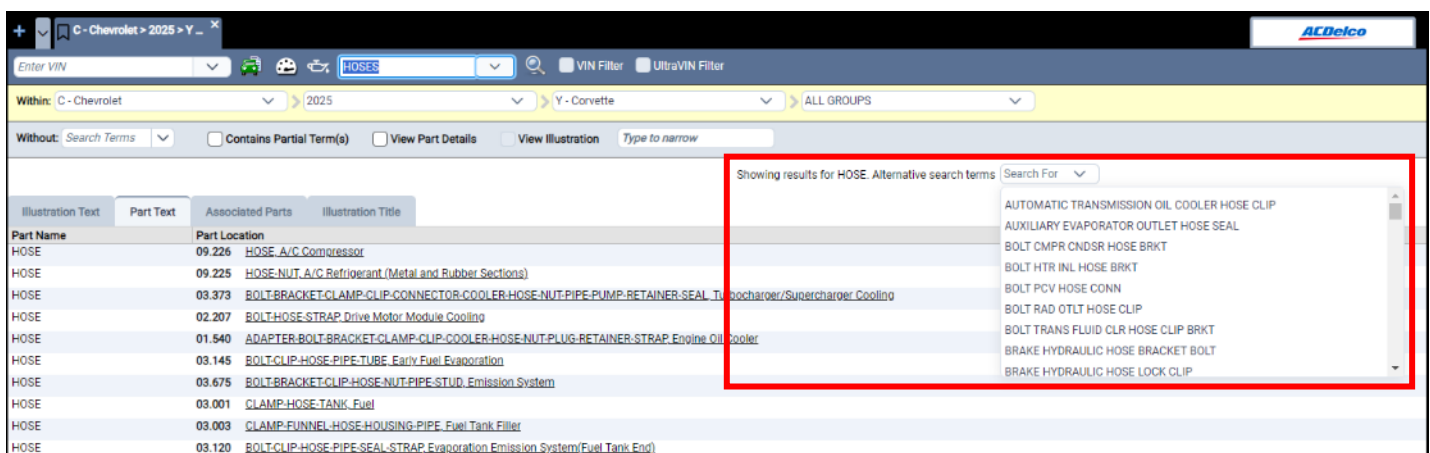 C - Chevrolet > 2025 > Y ...
ACDelco
Enter VIN
HOSES
VIN Filter
UltraVIN Filter
Within: C - Chevrolet
2025
Y - Corvette
ALL GROUPS
Without: Search Terms
Contains Partial Term(s)
View Part Details
View Illustration
Type to narrow
Showing results for HOSE. Alternative search terms Search For
Illustration Text
Part Text
Associated Parts
Illustration Title
AUTOMATIC TRANSMISSION OIL COOLER HOSE CLIP
AUXILIARY EVAPORATOR OUTLET HOSE SEAL
BOLT CMPR CNDSR HOSE BRKT
BOLT HTR INL HOSE BRKT
BOLT PCV HOSE CONN
BOLT RAD OTLT HOSE CLIP
BOLT TRANS FLUID CLR HOSE CLIP BRKT
BRAKE HYDRAULIC HOSE BRACKET BOLT
BRAKE HYDRAULIC HOSE LOCK CLIP
Part Name Part Location
HOSE 09.226 HOSE, A/C Compressor
HOSE 09.225 HOSE-NUT, A/C Refrigerant (Metal and Rubber Sections)
HOSE 03.373 BOLT-BRACKET-CLAMP-CLIP-CONNECTOR-COOLER-HOSE-NUT-PIPE-PUMP-RETAINER-SEAL, Turbocharger/Supercharger Cooling
HOSE 02.207 BOLT-HOSE-STRAP, Drive Motor Module Cooling
HOSE 01.540 ADAPTER-BOLT-BRACKET-CLAMP-CLIP-COOLER-HOSE-NUT-PLUG-RETAINER-STRAP, Engine Oil Cooler
HOSE 03.145 BOLT-CLIP-HOSE-PIPE-TUBE, Early Fuel Evaporation
HOSE 03.675 BOLT-BRACKET-CLIP-HOSE-NUT-PIPE-STUD, Emission System
HOSE 03.001 CLAMP-HOSE-TANK, Fuel
HOSE 03.003 CLAMP-FUNNEL-HOSE-HOUSING-PIPE, Fuel Tank Filler
HOSE 03.120 BOLT-CLIP-HOSE-PIPE-SEAL-STRAP, Evaporation Emission System(Fuel Tank End)